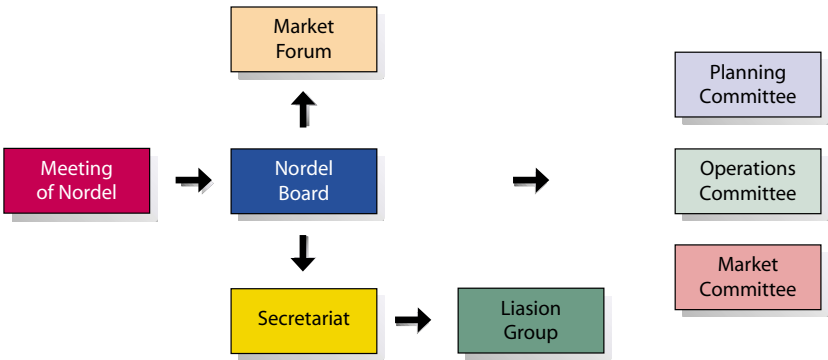 Market
Forum
Planning
Committee
Meeting
of Nordel
Nordel
Board
Operations
Committee
Market
Committee
Secretariat
Liasion
Group